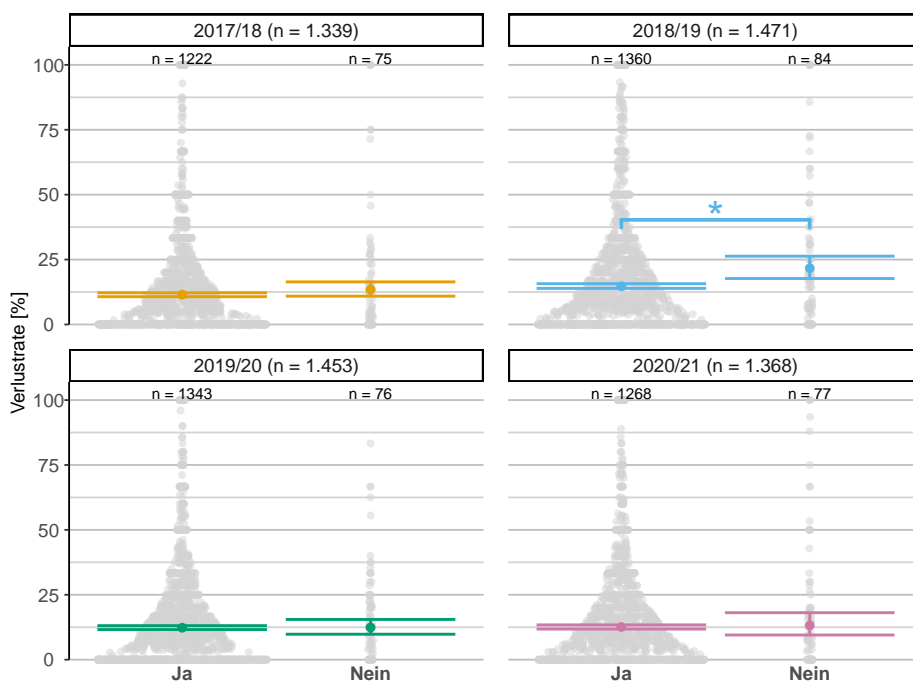 2017/18 (n = 1.339)
2018/19 (n = 1.471)
n = 1222
n = 75
n = 1360
n = 84
100
75
50
25
0
*
Verlustrate [%]
2019/20 (n = 1.453)
2020/21 (n = 1.368)
n = 1343
n = 76
n = 1268
n = 77
100
75
50
25
0
Ja
Nein
Ja
Nein